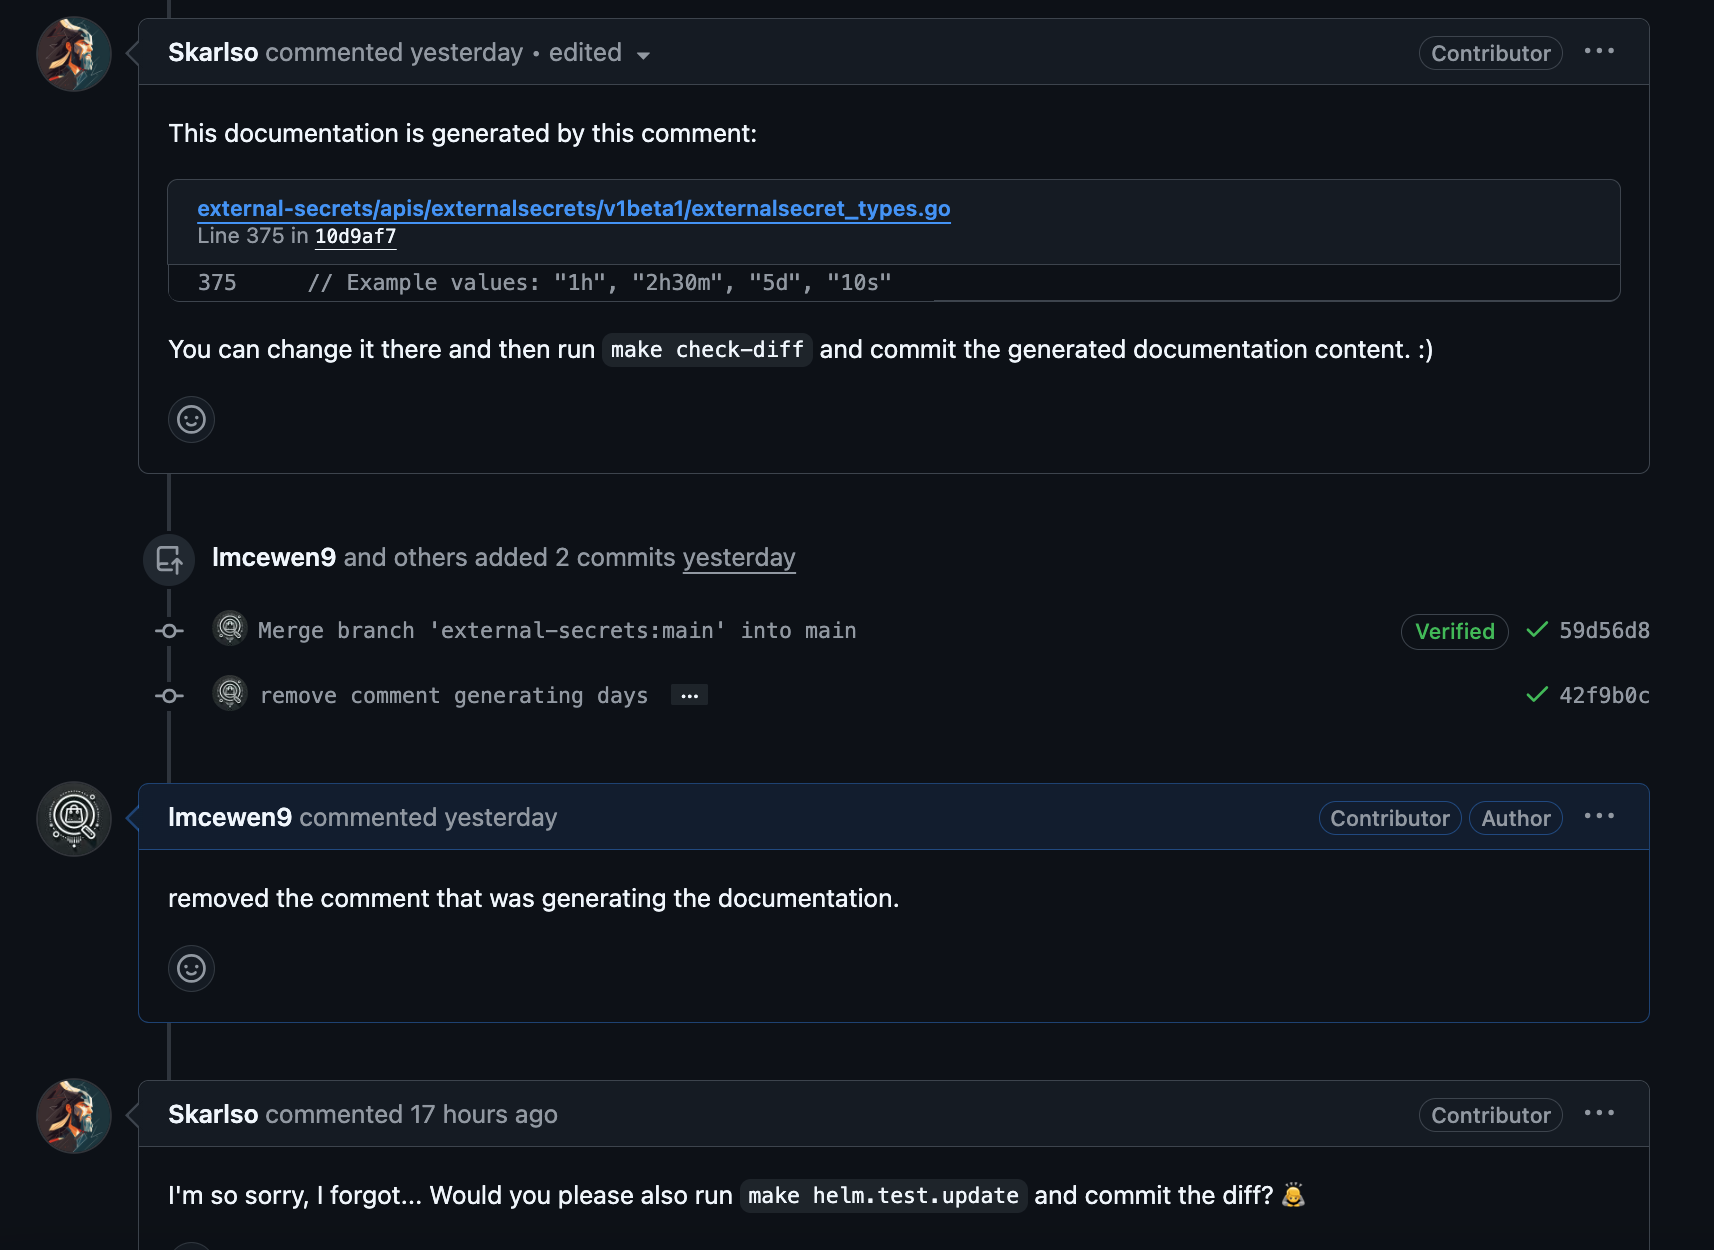 Skarlso commented yesterday • edited
Contributor
This documentation is generated by this comment:
external-secrets/apis/externalsecrets/v1beta1/externalsecret_types.go
Line 375 in 10d9af7
375 // Example values: "1h", "2h30m", "5d", "10s"
You can change it there and then run make check-diff and commit the generated documentation content. :)
lmcewen9 and others added 2 commits yesterday
Merge branch 'external-secrets:main' into main
Verified 59d56d8
remove comment generating days ...
42f9b0c
lmcewen9 commented yesterday
Contributor Author
removed the comment that was generating the documentation.
Skarlso commented 17 hours ago
Contributor
I'm so sorry, I forgot... Would you please also run make helm.test.update and commit the diff? 🙇